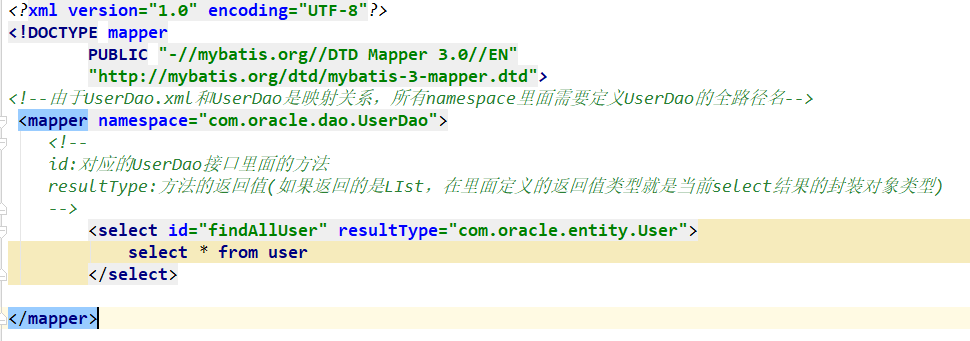 <?xml version="1.0" encoding="UTF-8"?>
<!DOCTYPE mapper
PUBLIC "-//mybatis.org//DTD Mapper 3.0//EN"
"http://mybatis.org/dtd/mybatis-3-mapper.dtd">
<!--由于UserDao.xml和UserDao是映射关系，所有namespace里面需要定义UserDao的全路径名-->
<mapper namespace="com.oracle.dao.UserDao">
<!--
id:对应的UserDao接口里面的方法
resultType:方法的返回值(如果返回的是LIst，在里面定义的返回值类型就是当前select结果的封装对象类型)
-->
<select id="findAllUser" resultType="com.oracle.entity.User">
select * from user
</select>
</mapper>